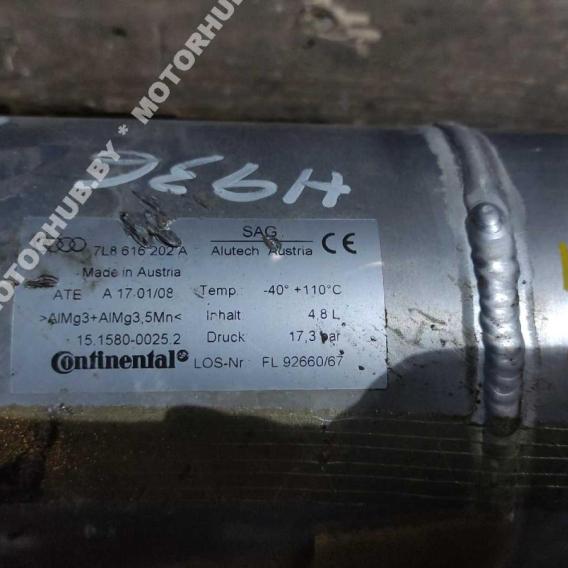 MOTORHUB.BY * MOTORHUB
ᲔEGH
SAG
7L8 616 202 A Alutech Austria CE
Made in Austria
ATE A 17-01/08 Temp.: -40° +110°C
>AlMg3+AlMg3,5Mn< Inhalt 4,8 L
15.1580-0025.2 Druck 17,3 bar
Continental LOS-Nr FL 92660/67